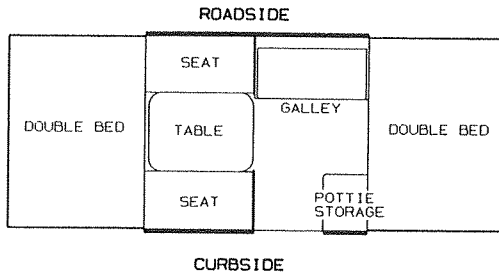 ROADSIDE
SEAT
GALLEY
DOUBLE BED
TABLE
DOUBLE BED
SEAT
POTTIE
STORAGE
CURBSIDE